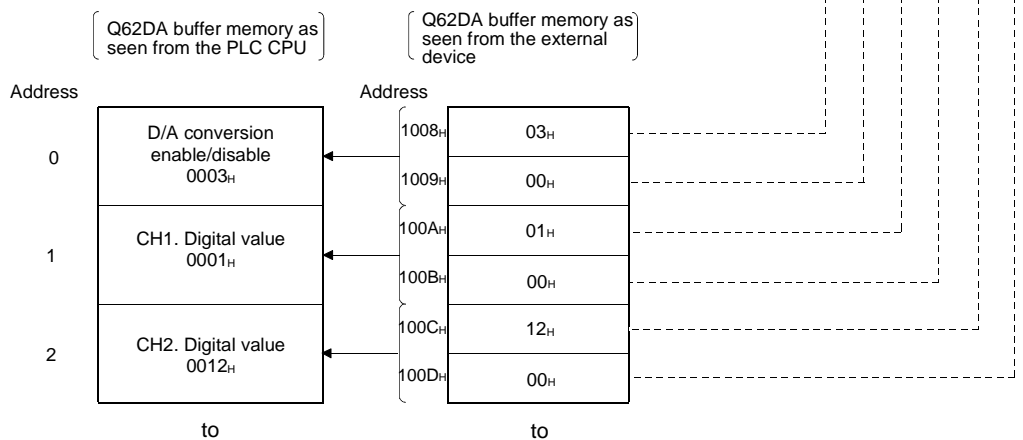 Q62DA buffer memory as
seen from the PLC CPU
Q62DA buffer memory as
seen from the external
device
Address
Address
0
D/A conversion
enable/disable
0003H
1008H
03H
1009H
00H
1
CH1. Digital value
0001H
100AH
01H
100BH
00H
2
CH2. Digital value
0012H
100CH
12H
100DH
00H
to
to